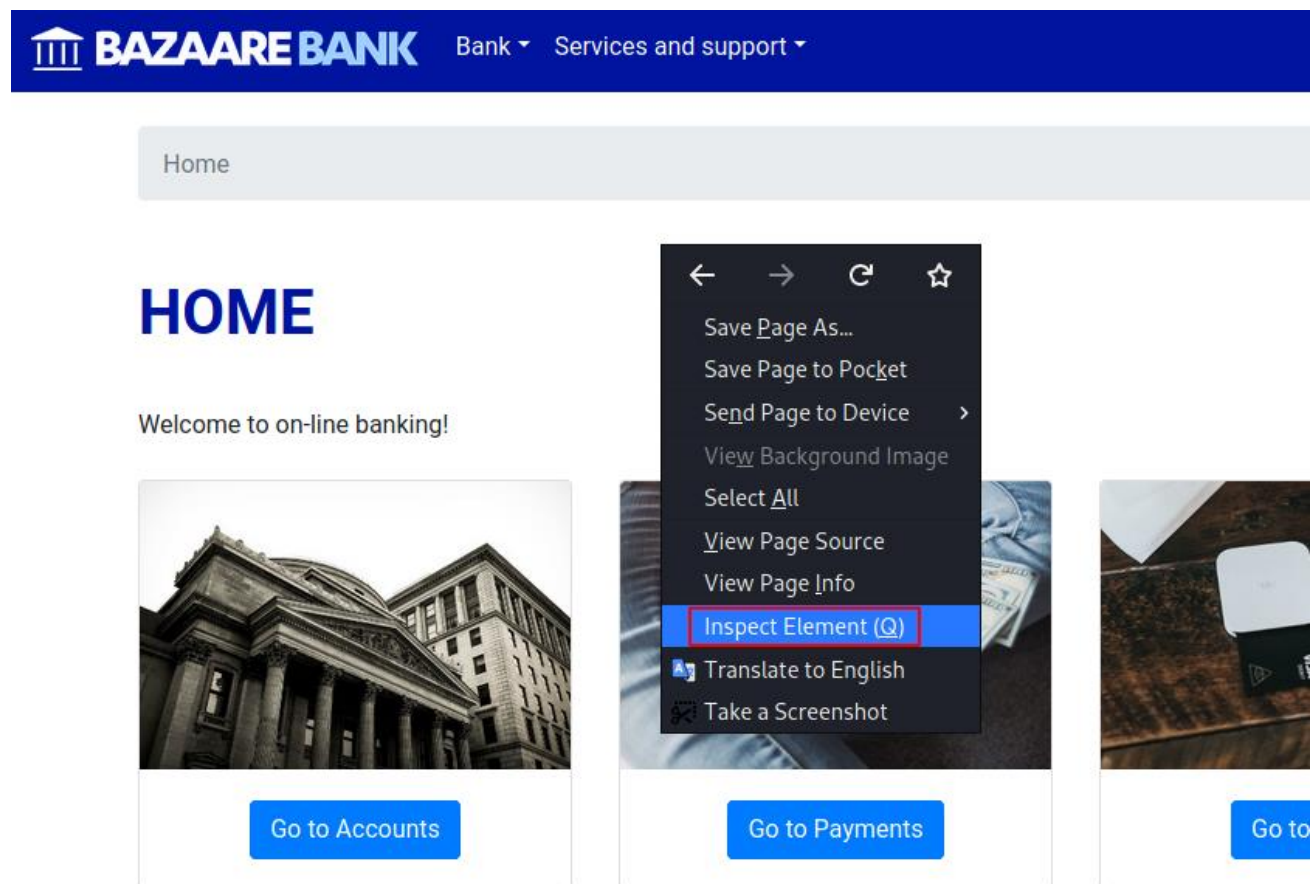 BAZAARE BANK Bank Services and support
Home
HOME
Welcome to on-line banking!
Save Page As...
Save Page to Pocket
Send Page to Device
View Background Image
Select All
View Page Source
View Page Info
Inspect Element (Q)
Translate to English
Take a Screenshot
Go to Accounts
Go to Payments
Go to